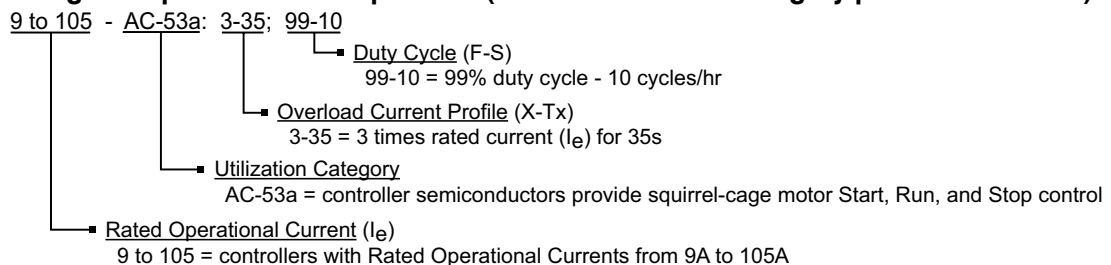 9 to 105 - AC-53a: 3-35; 99-10
Duty Cycle (F-S)
99-10 = 99% duty cycle - 10 cycles/hr
Overload Current Profile (X-Tx)
3-35 = 3 times rated current (Ie) for 35s
Utilization Category
AC-53a = controller semiconductors provide squirrel-cage motor Start, Run, and Stop control
Rated Operational Current (Ie)
9 to 105 = controllers with Rated Operational Currents from 9A to 105A